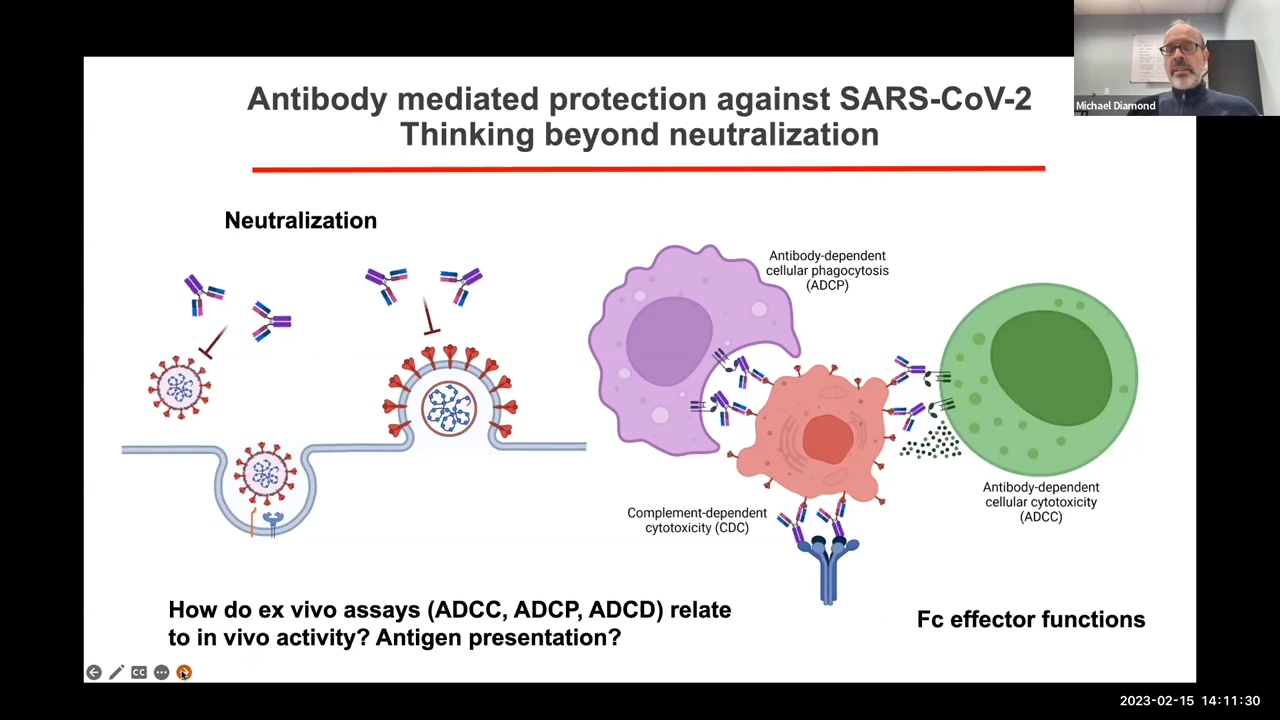 Antibody mediated protection against SARS-CoV-2
Thinking beyond neutralization
Michael Diamond
Neutralization
Antibody-dependent
cellular phagocytosis
(ADCP)
Complement-dependent
cytotoxicity (CDC)
Antibody-dependent
cellular cytotoxicity
(ADCC)
How do ex vivo assays (ADCC, ADCP, ADCD) relate
to in vivo activity? Antigen presentation?
Fc effector functions
CC
2023-02-15 14:11:30